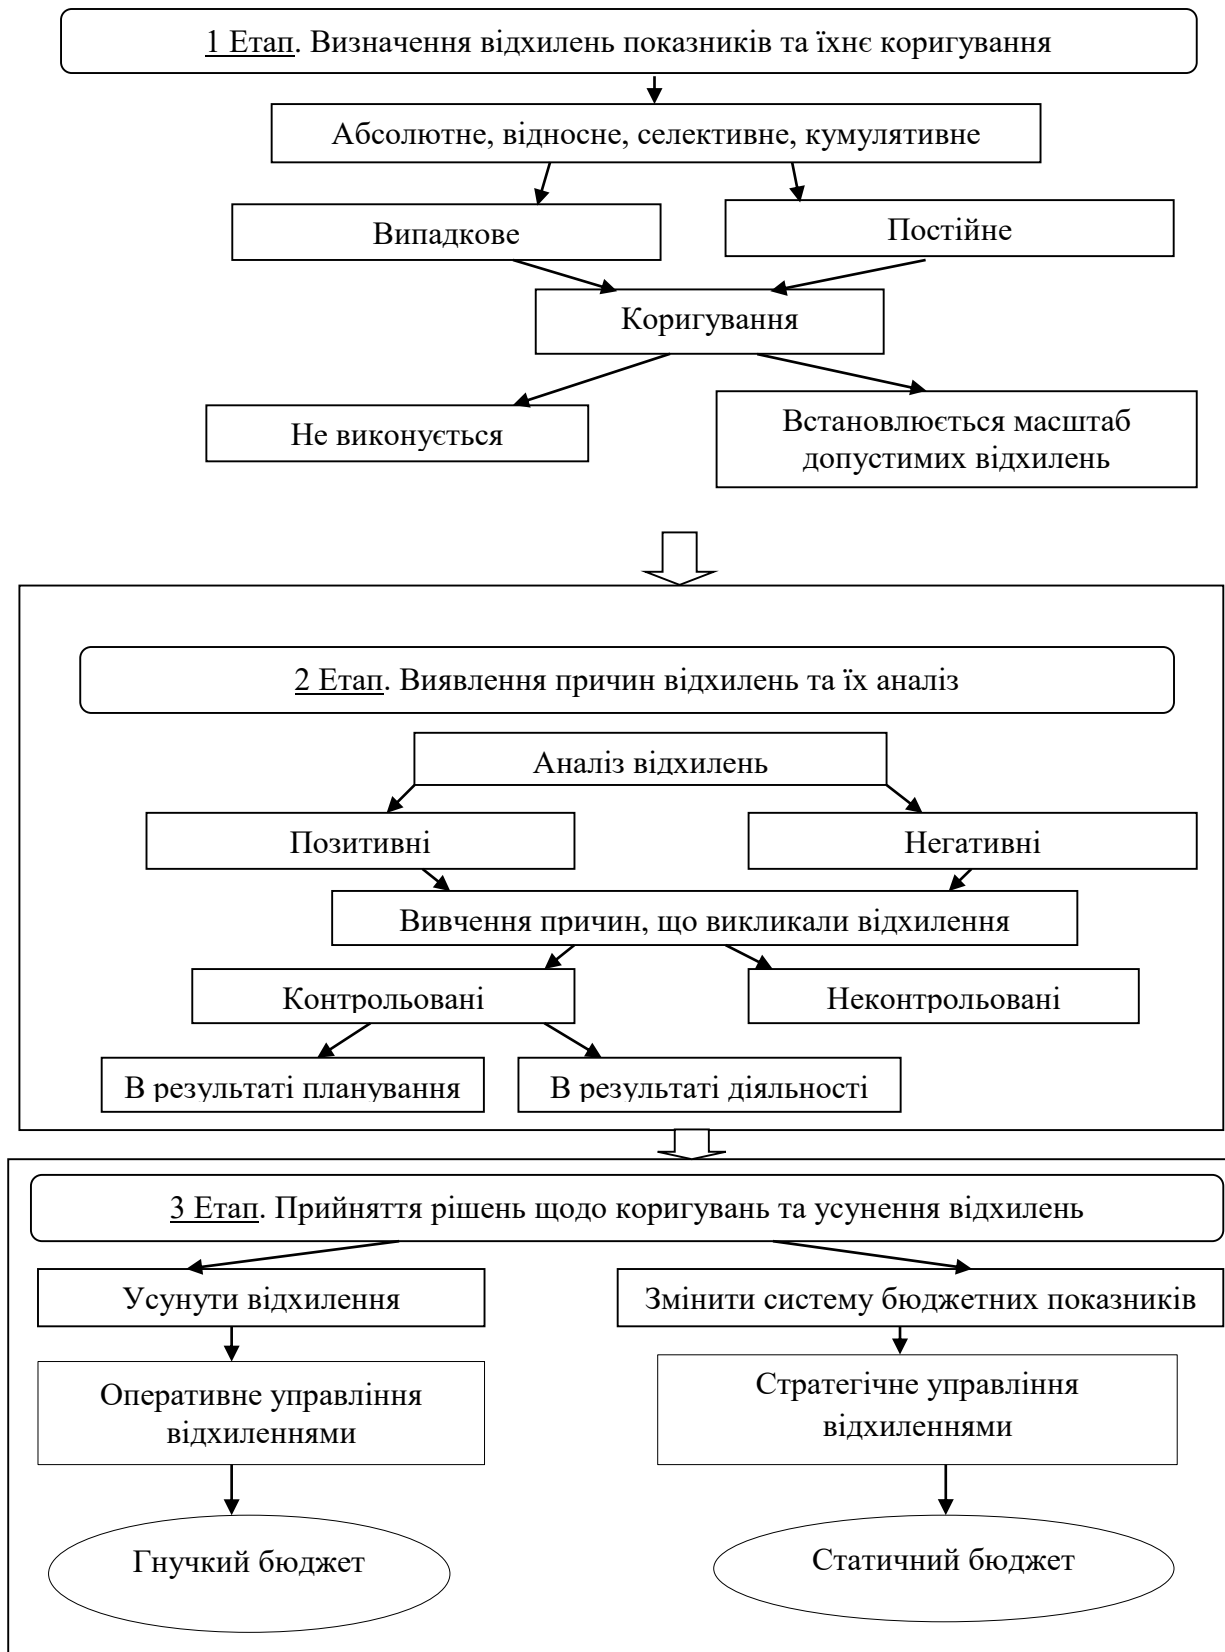 1 Етап. Визначення відхилень показників та їхнє коригування
Абсолютне, відносне, селективне, кумулятивне
Випадкове
Постійне
Коригування
Не виконується
Встановлюється масштаб
допустимих відхилень
2 Етап. Виявлення причин відхилень та їх аналіз
Аналіз відхилень
Позитивні
Негативні
Вивчення причин, що викликали відхилення
Контрольовані
Неконтрольовані
В результаті планування
В результаті діяльності
3 Етап. Прийняття рішень щодо коригувань та усунення відхилень
Усунути відхилення
Змінити систему бюджетних показників
Оперативне управління
відхиленнями
Стратегічне управління
відхиленнями
Гнучкий бюджет
Статичний бюджет